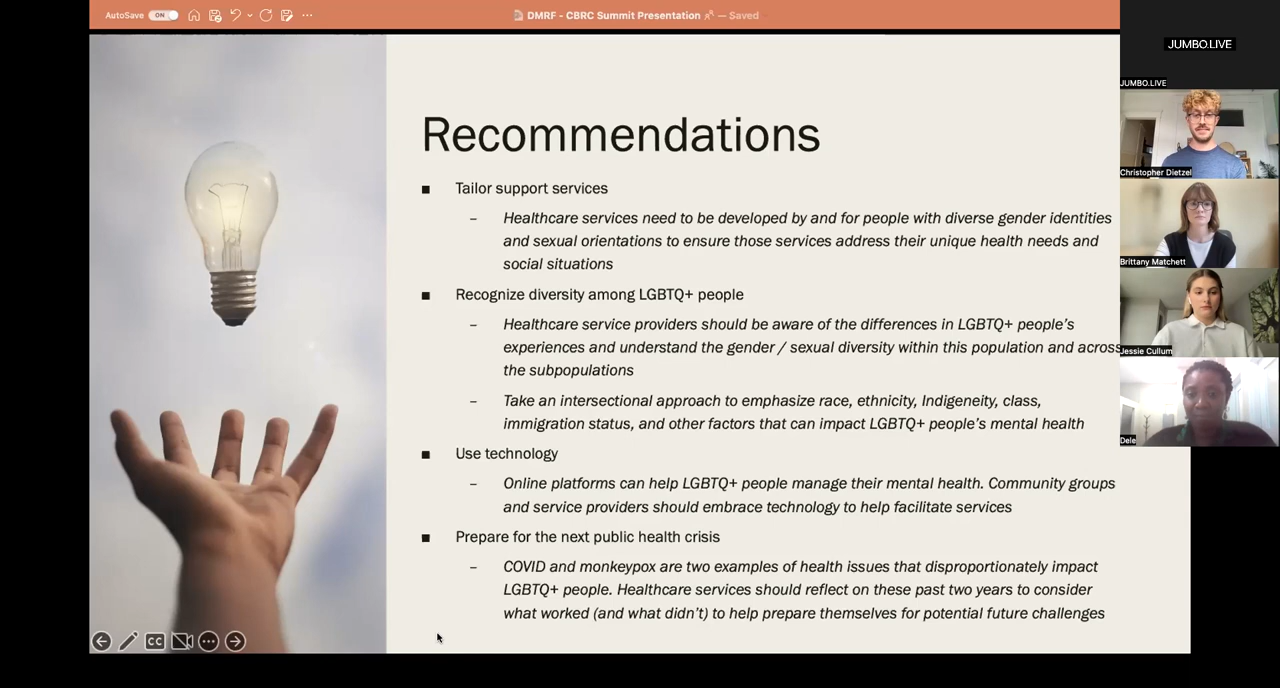 AutoSave ON
DMRF - CBRC Summit Presentation — Saved
JUMBO.LIVE
JUMBO.LIVE
Christopher Dietzel
Brittany Matchett
Jessie Cullum
Dele
Recommendations
■ Tailor support services
– Healthcare services need to be developed by and for people with diverse gender identities
and sexual orientations to ensure those services address their unique health needs and
social situations
■ Recognize diversity among LGBTQ+ people
– Healthcare service providers should be aware of the differences in LGBTQ+ people's
experiences and understand the gender / sexual diversity within this population and across
the subpopulations
– Take an intersectional approach to emphasize race, ethnicity, Indigeneity, class,
immigration status, and other factors that can impact LGBTQ+ people's mental health
■ Use technology
– Online platforms can help LGBTQ+ people manage their mental health. Community groups
and service providers should embrace technology to help facilitate services
■ Prepare for the next public health crisis
– COVID and monkeypox are two examples of health issues that disproportionately impact
LGBTQ+ people. Healthcare services should reflect on these past two years to consider
what worked (and what didn't) to help prepare themselves for potential future challenges
CC